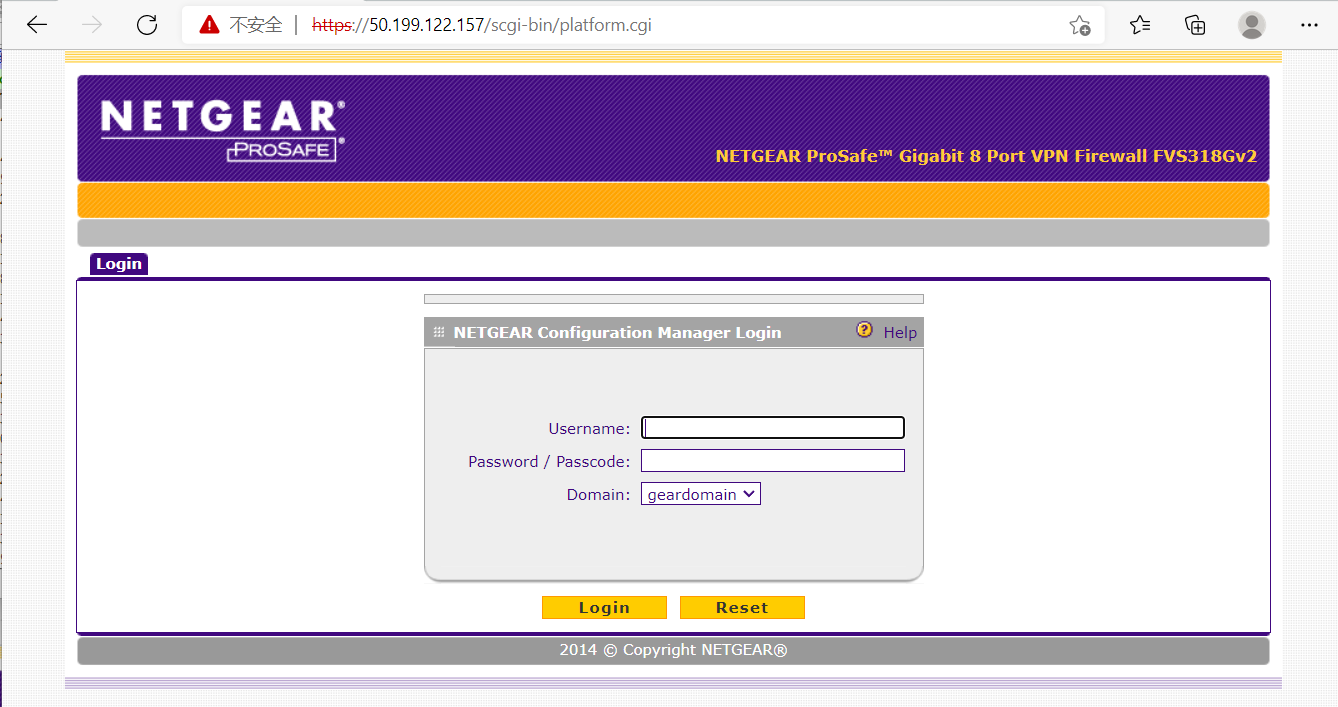 不安全 | https://50.199.122.157/scgi-bin/platform.cgi
NETGEAR®
PROSAFE®
NETGEAR ProSafe™ Gigabit 8 Port VPN Firewall FVS318Gv2
Login
NETGEAR Configuration Manager Login ? Help
Username:
Password / Passcode:
Domain: geardomain
Login Reset
2014 © Copyright NETGEAR®